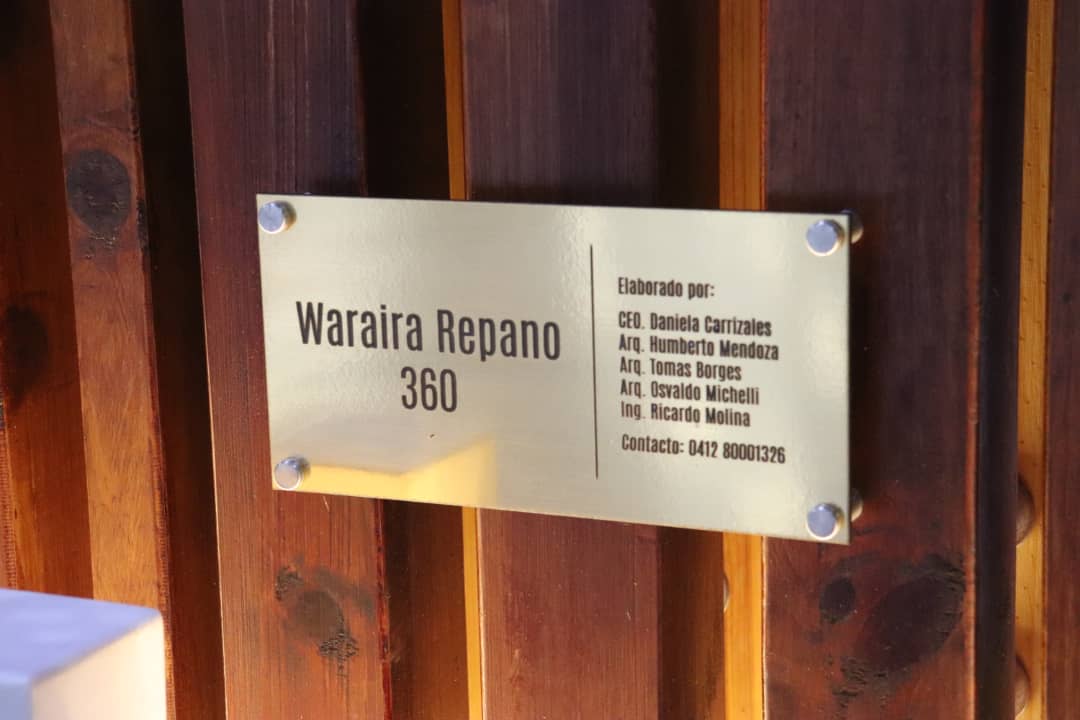 Waraira Repano
360
Elaborado por:
CEO. Daniela Carrizales
Arq. Humberto Mendoza
Arq. Tomas Borges
Arq. Osvaldo Michelli
Ing. Ricardo Molina
Contacto: 0412 80001326